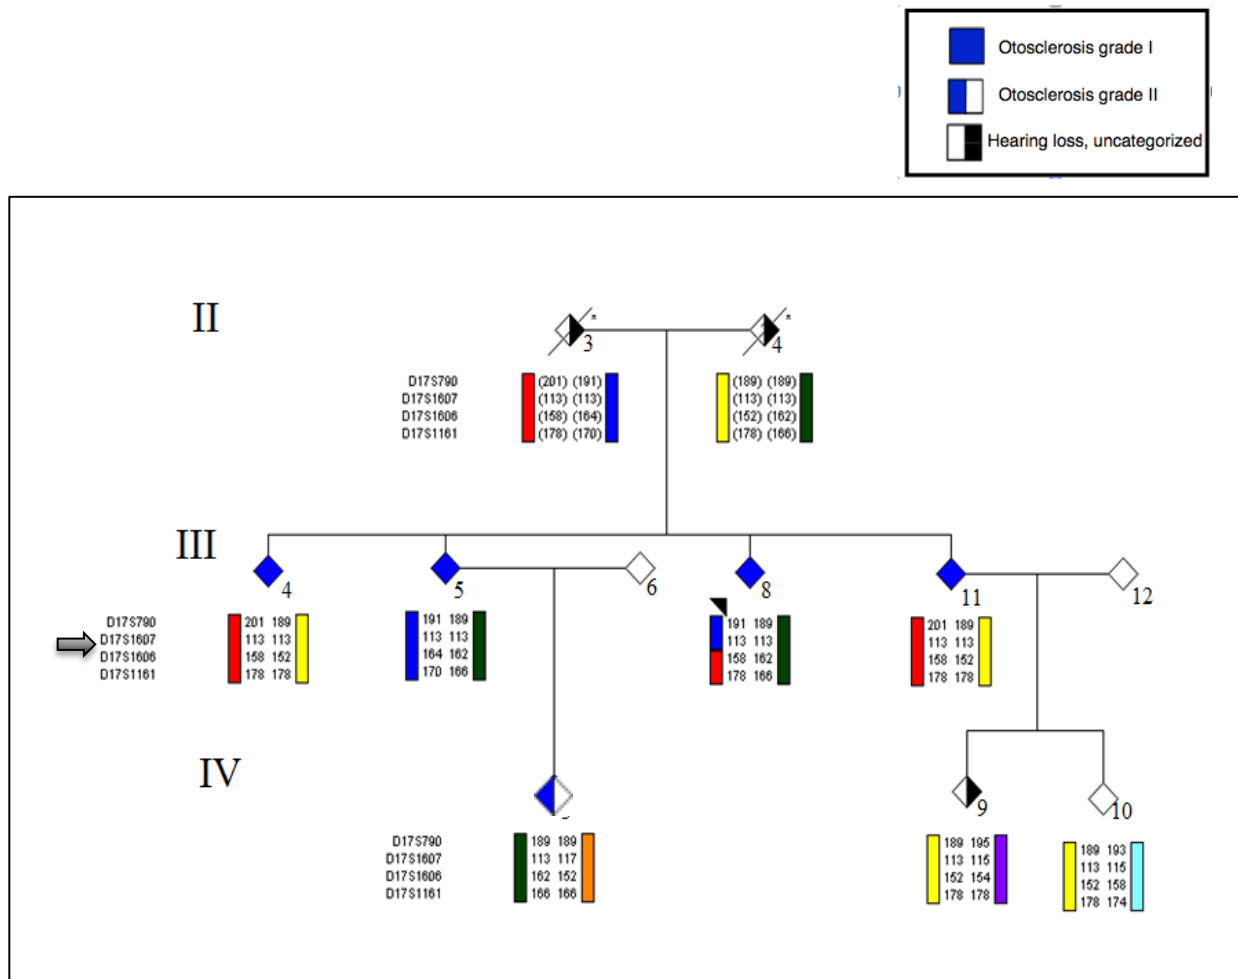 Otosclerosis grade I
Otosclerosis grade II
Hearing loss, uncategorized
II
* *
3 4
D17S790 (201) (191) (189) (189)
D17S1607 (113) (113) (113) (113)
D17S1606 (158) (164) (152) (162)
D17S1161 (178) (170) (178) (166)
III
4 5 6 8 11 12
D17S790 201 189 191 189 191 189 201 189
D17S1607 113 113 113 113 113 113 113 113
D17S1606 158 152 164 162 158 162 158 152
D17S1161 178 178 170 166 178 166 178 178
IV
9 10
D17S790 189 189 189 195 189 193
D17S1607 113 117 113 115 113 115
D17S1606 162 152 152 154 152 158
D17S1161 166 166 178 178 178 174